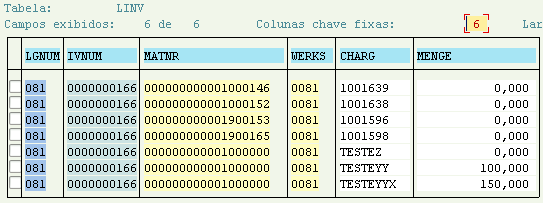 Tabela: LINV
Campos exibidos: 6 de 6 Colunas chave fixas: 6 Lar
LGNUM IVNUM MATNR WERKS CHARG MENGE
081 0000000166 000000000001000146 0081 1001639 0,000
081 0000000166 000000000001000152 0081 1001638 0,000
081 0000000166 000000000001900153 0081 1001596 0,000
081 0000000166 000000000001900165 0081 1001598 0,000
081 0000000166 000000000001000000 0081 TESTEZ 0,000
081 0000000166 000000000001000000 0081 TESTEYY 100,000
081 0000000166 000000000001000000 0081 TESTEYYX 150,000